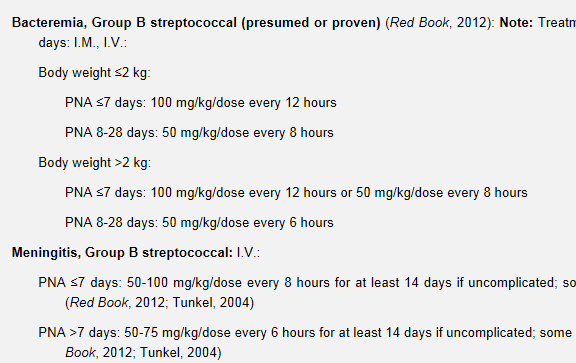 Bacteremia, Group B streptococcal (presumed or proven) (Red Book, 2012): Note:
days: I.M., I.V.:
Body weight ≤2 kg:
PNA ≤7 days: 100 mg/kg/dose every 12 hours
PNA 8-28 days: 50 mg/kg/dose every 8 hours
Body weight >2 kg:
PNA ≤7 days: 100 mg/kg/dose every 12 hours or 50 mg/kg/dose every 8 hours
PNA 8-28 days: 50 mg/kg/dose every 6 hours
Meningitis, Group B streptococcal: I.V.:
PNA ≤7 days: 50-100 mg/kg/dose every 8 hours for at least 14 days if uncomplicated;
(Red Book, 2012; Tunkel, 2004)
PNA >7 days: 50-75 mg/kg/dose every 6 hours for at least 14 days if uncomplicated; some
Book, 2012; Tunkel, 2004)